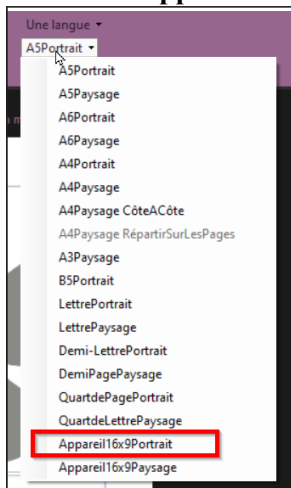 Une langue
A5Portrait
A5Portrait
A5Paysage
A6Portrait
A6Paysage
A4Portrait
A4Paysage
A4Paysage CôteACôte
A4Paysage RépartirSurLesPages
A3Paysage
B5Portrait
LettrePortrait
LettrePaysage
Demi-LettrePortrait
DemiPagePaysage
QuartdePagePortrait
QuartdeLettrePaysage
Appareil16x9Portrait
Appareil16x9Paysage